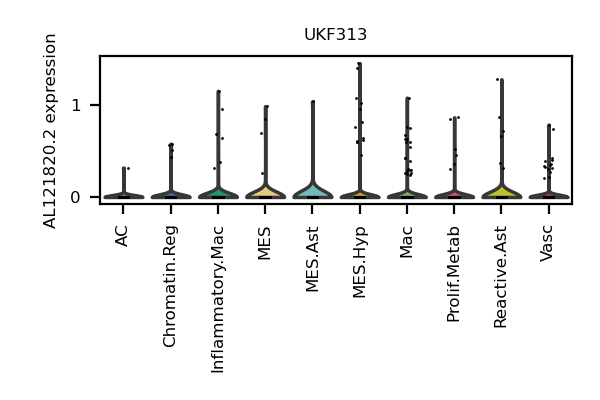 UKF313
AL121820.2 expression
1
0
AC
Chromatin.Reg
Inflammatory.Mac
MES
MES.Ast
MES.Hyp
Mac
Prolif.Metab
Reactive.Ast
Vasc